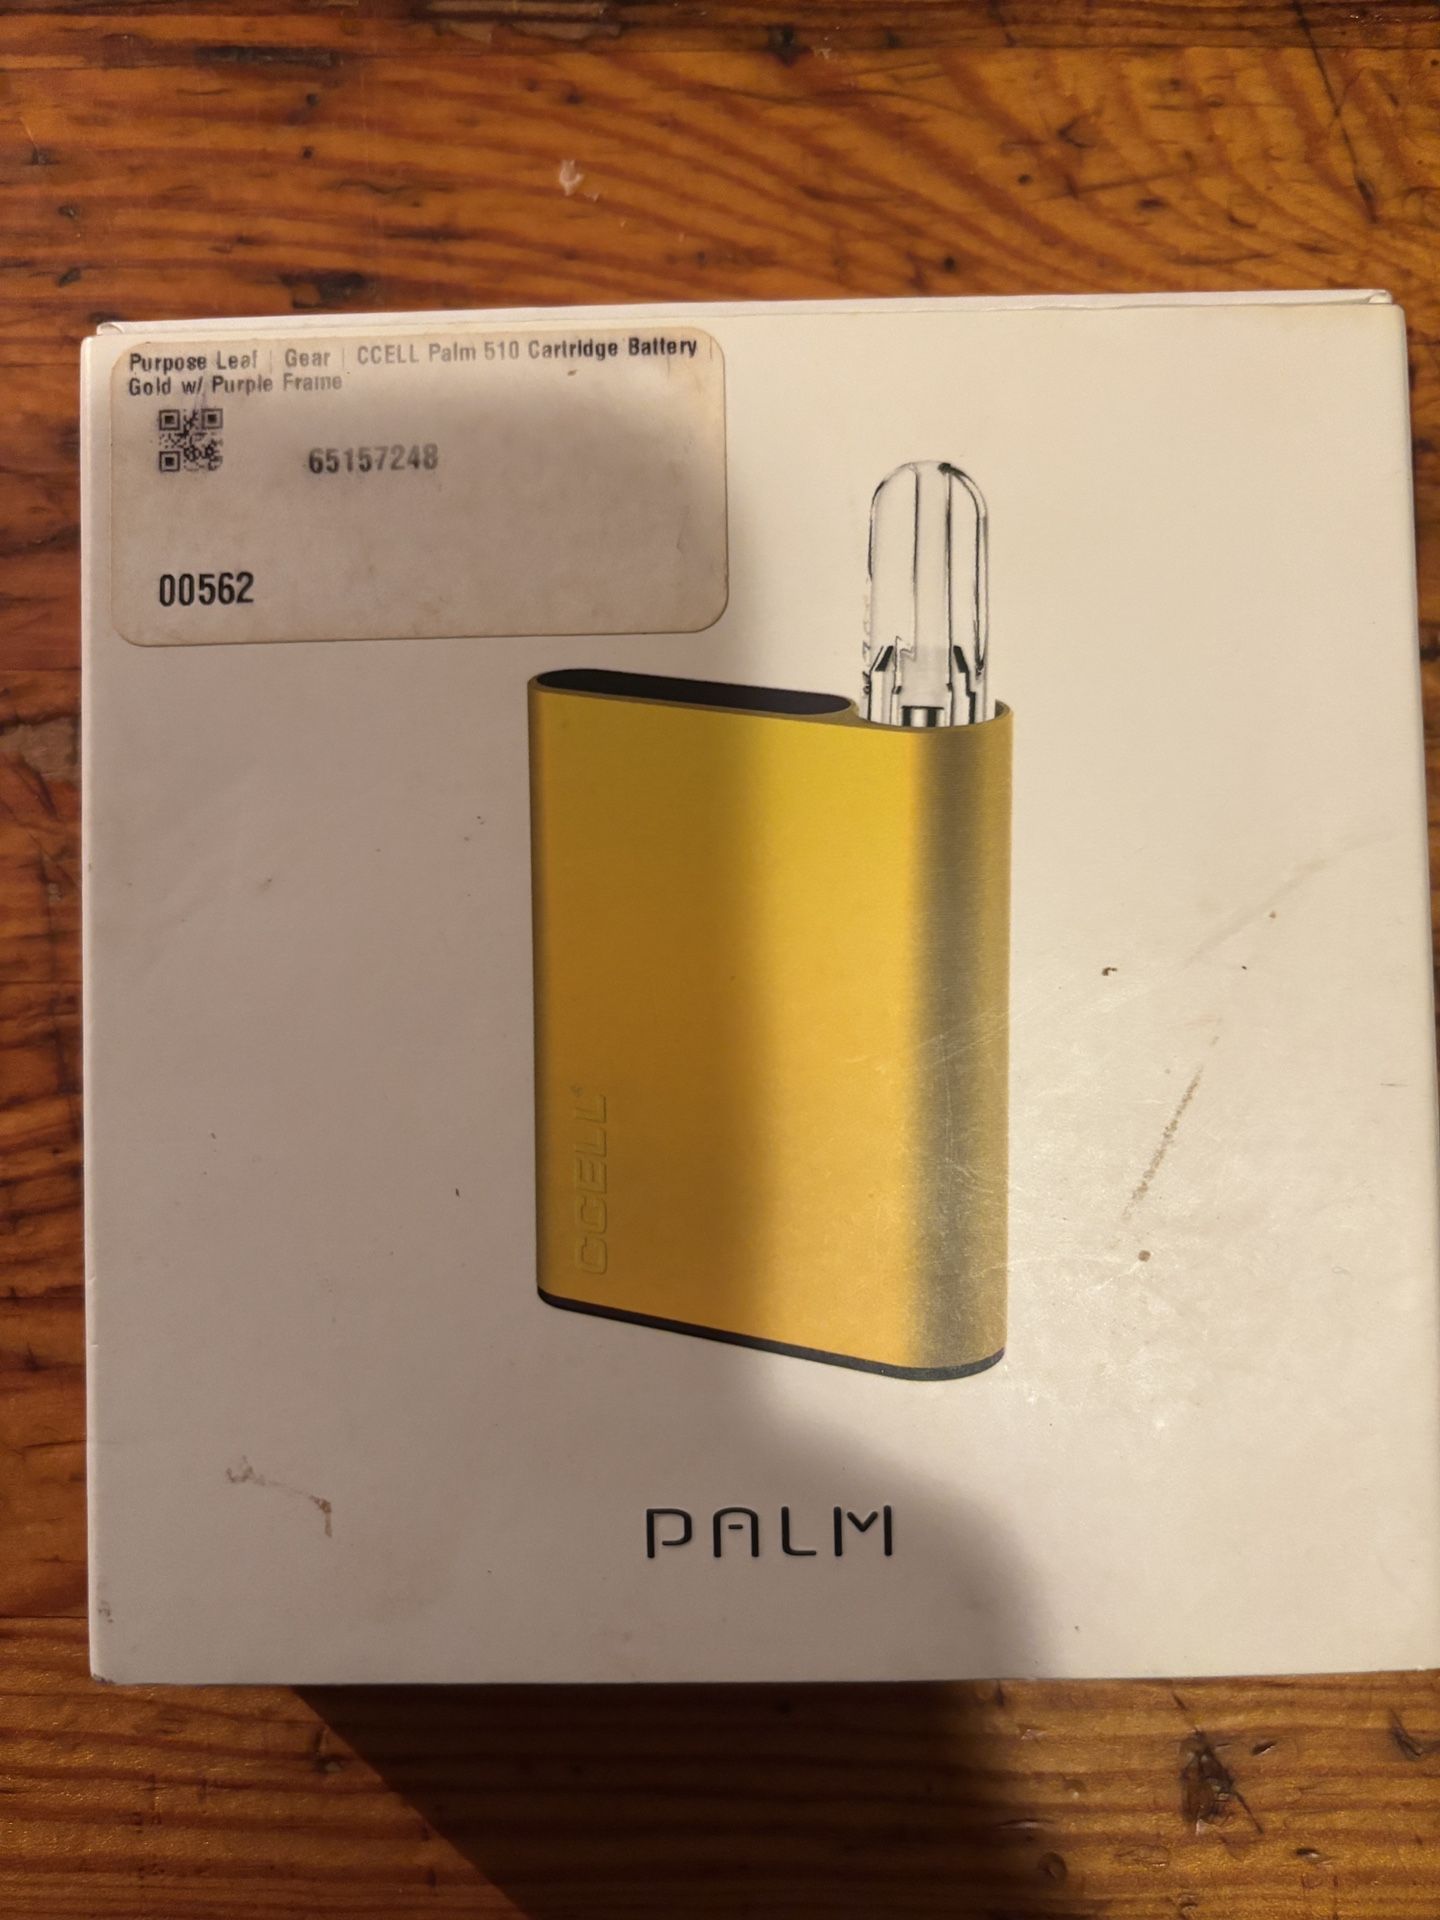 Purpose Leaf | Gear | CCELL Palm 510 Cartridge Battery
Gold w/ Purple Frame
65157248
00562
CCELL®
PALM